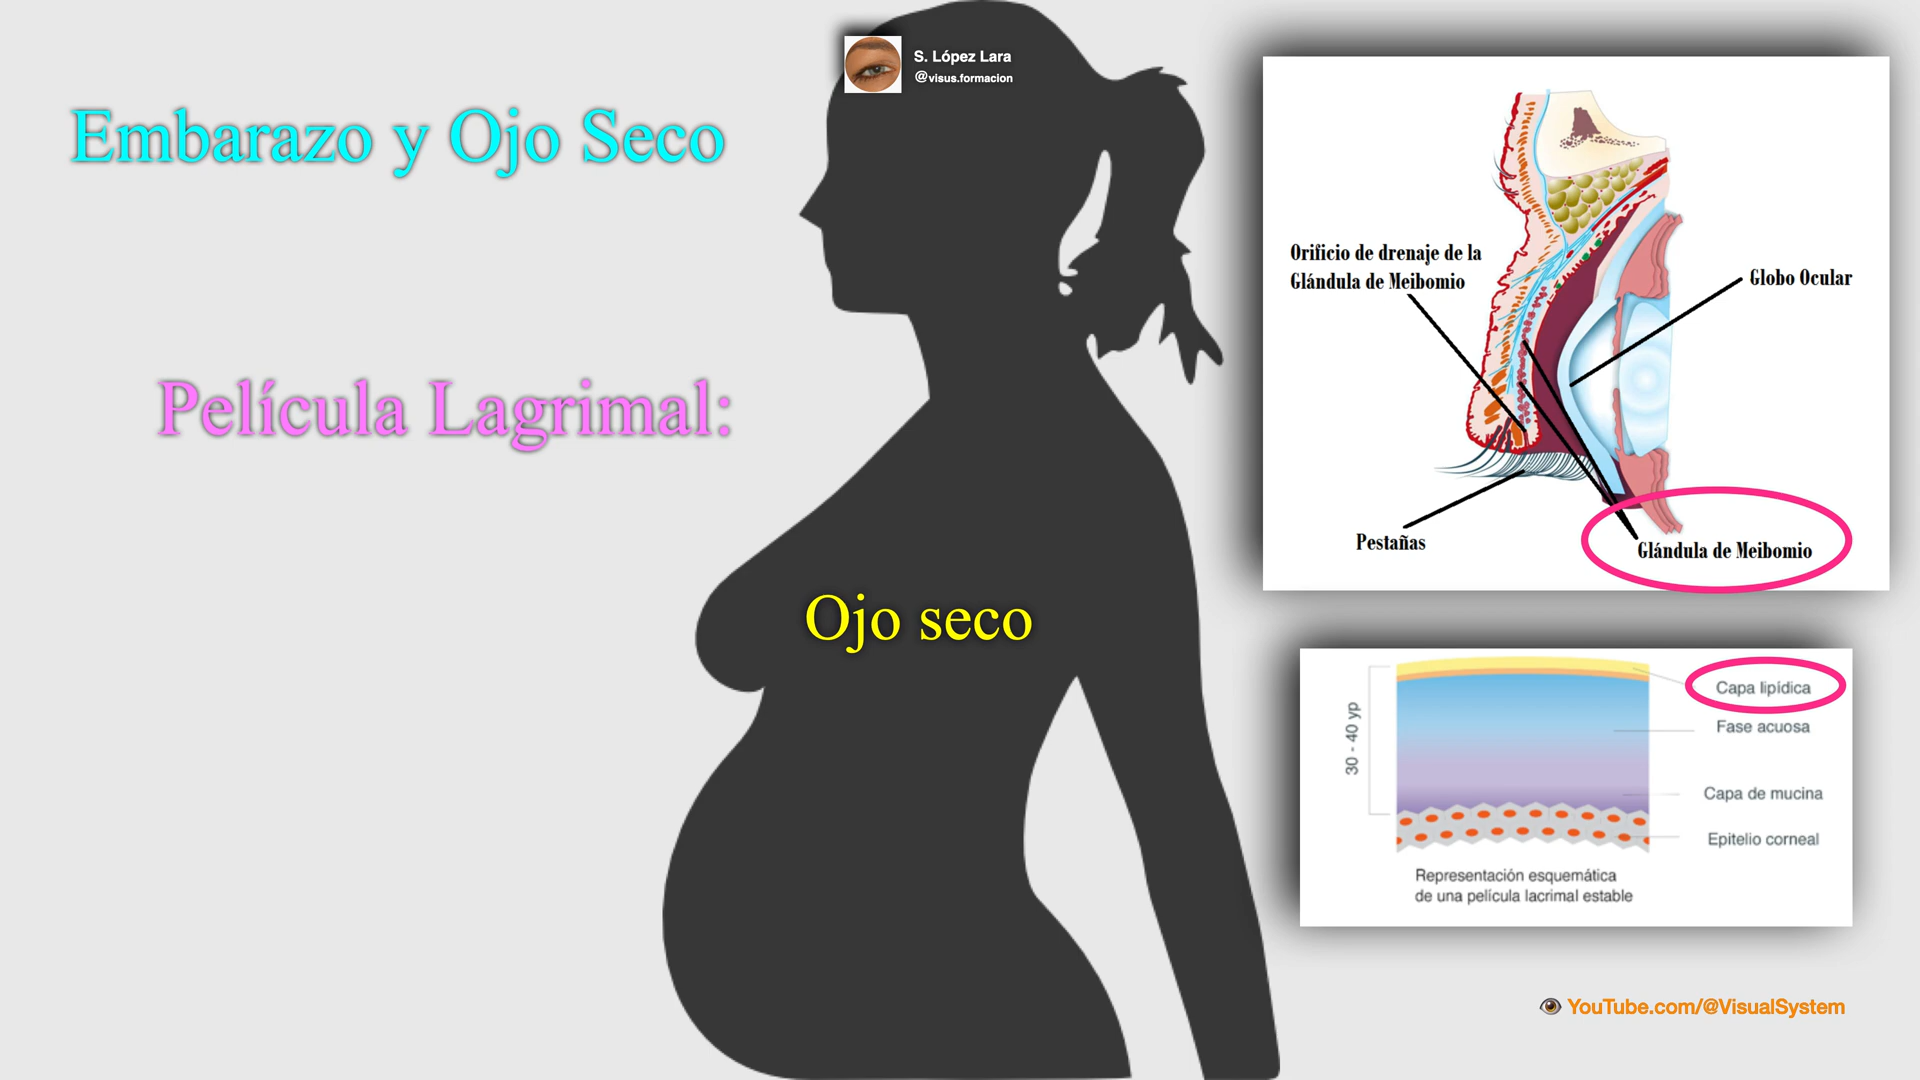 S. López Lara
@visus.formacion
Embarazo y Ojo Seco
Película Lagrimal:
Ojo seco
Orificio de drenaje de la
Glándula de Meibomio
Globo Ocular
Pestañas
Glándula de Meibomio
30 - 40 yp
Capa lipídica
Fase acuosa
Capa de mucina
Epitelio corneal
Representación esquemática
de una película lacrimal estable
YouTube.com/@VisualSystem